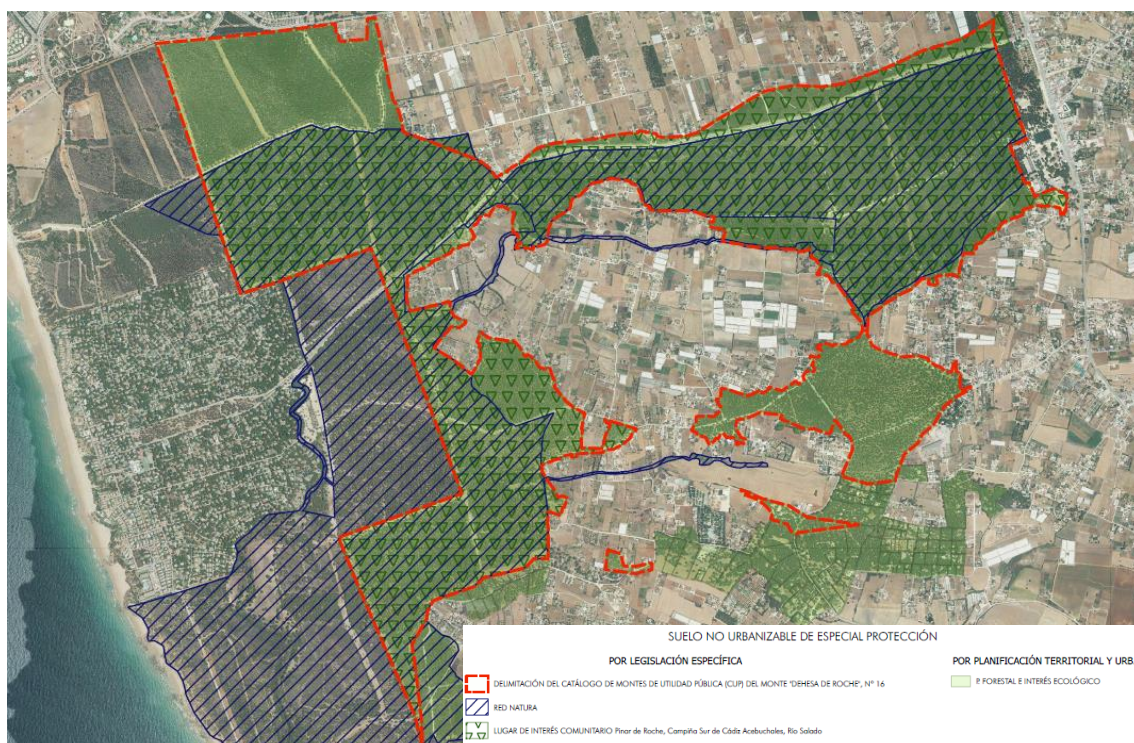 SUELO NO URBANIZABLE DE ESPECIAL PROTECCIÓN
POR LEGISLACIÓN ESPECÍFICA
POR PLANIFICACIÓN TERRITORIAL Y URB
DELIMITACIÓN DEL CATÁLOGO DE MONTES DE UTILIDAD PÚBLICA (CUP) DEL MONTE "DEHESA DE ROCHE", Nº 16
P. FORESTAL E INTERÉS ECOLÓGICO
RED NATURA
LUGAR DE INTERÉS COMUNITARIO Pinar de Roche, Campiña Sur de Cádiz Acebuchales, Río Salado